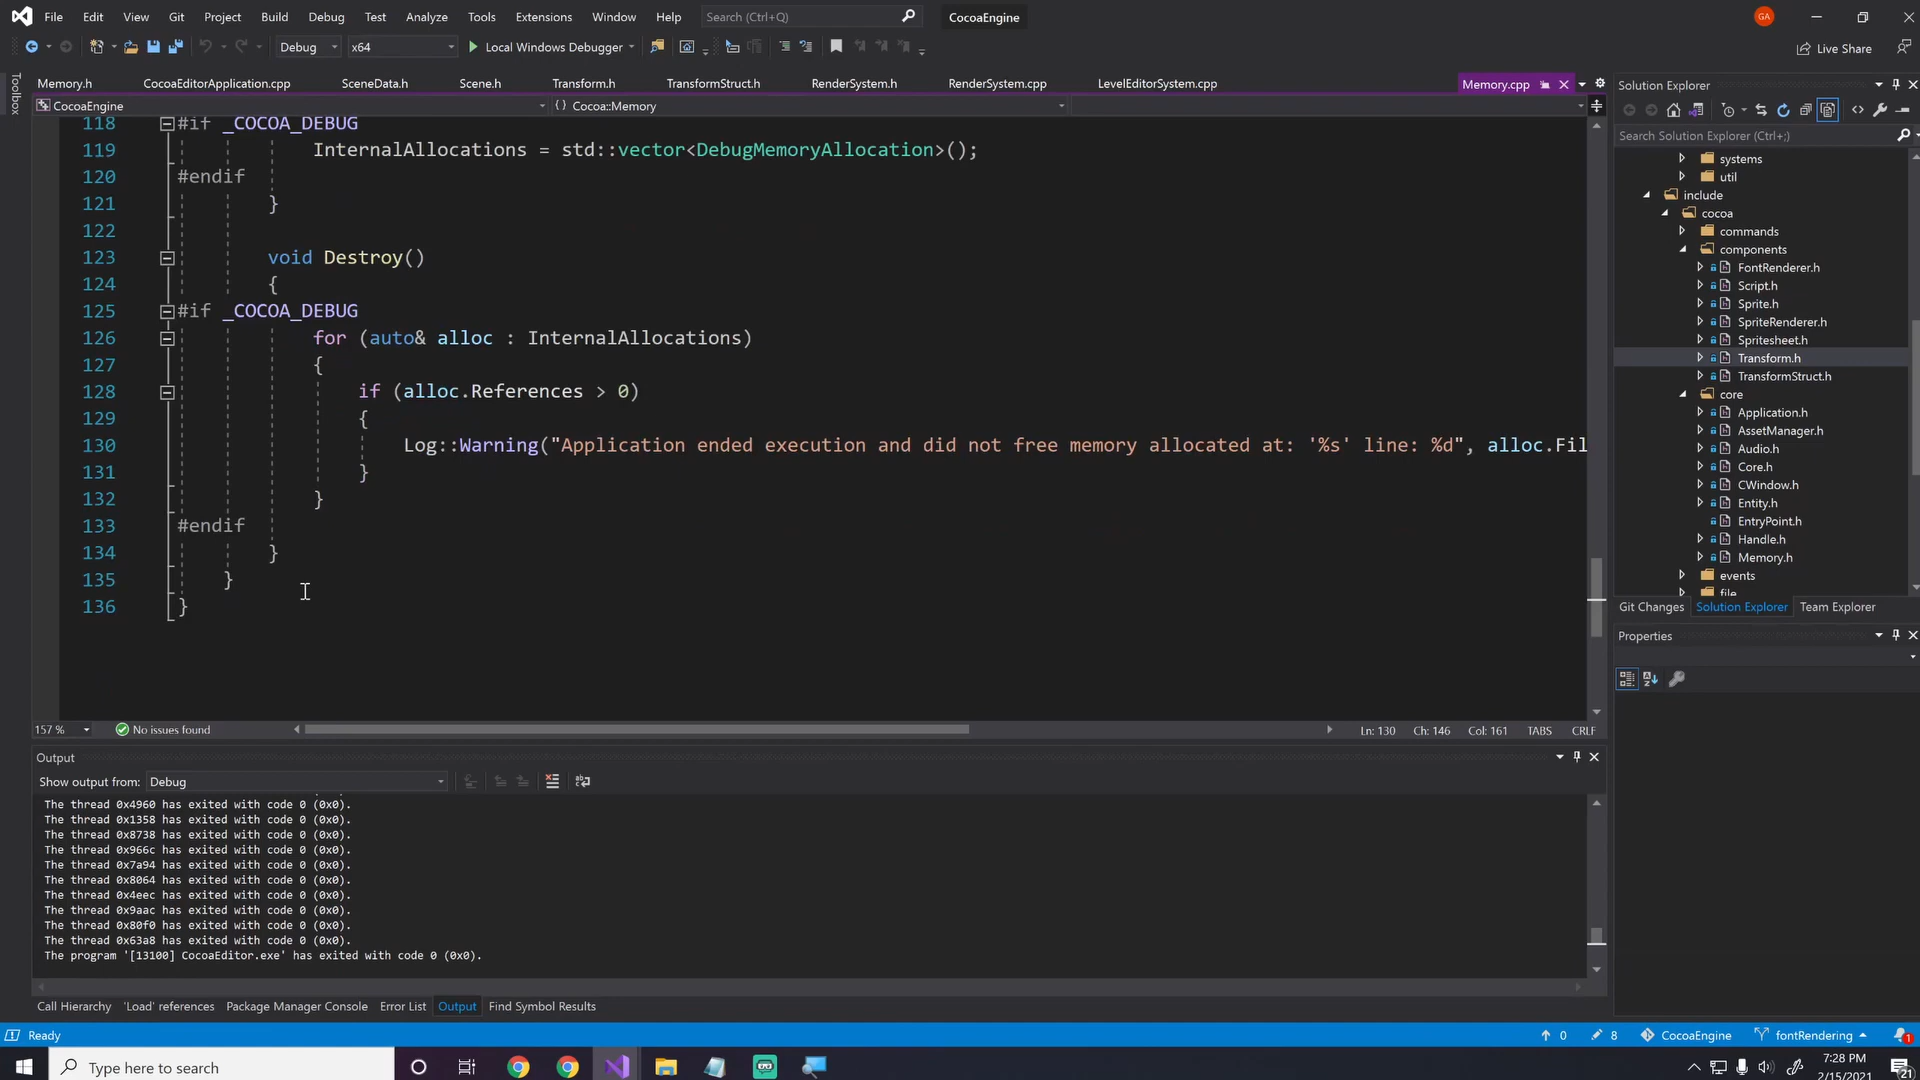 File Edit View Git Project Build Debug Test Analyze Tools Extensions Window Help Search (Ctrl+Q) CocoaEngine GA
Debug x64 Local Windows Debugger Live Share
Toolbox
Memory.h CocoaEditorApplication.cpp SceneData.h Scene.h Transform.h TransformStruct.h RenderSystem.h RenderSystem.cpp LevelEditorSystem.cpp Memory.cpp
CocoaEngine {} Cocoa::Memory
118 #if _COCOA_DEBUG
119 InternalAllocations = std::vector<DebugMemoryAllocation>();
120 #endif
121 }
122
123 void Destroy()
124 {
125 #if _COCOA_DEBUG
126 for (auto& alloc : InternalAllocations)
127 {
128 if (alloc.References > 0)
129 {
130 Log::Warning("Application ended execution and did not free memory allocated at: '%s' line: %d", alloc.Fil
131 }
132 }
133 #endif
134 }
135 }
136 }
157 % No issues found Ln: 130 Ch: 146 Col: 161 TABS CRLF
Output
Show output from: Debug
The thread 0x4960 has exited with code 0 (0x0).
The thread 0x1358 has exited with code 0 (0x0).
The thread 0x8738 has exited with code 0 (0x0).
The thread 0x966c has exited with code 0 (0x0).
The thread 0x7a94 has exited with code 0 (0x0).
The thread 0x8064 has exited with code 0 (0x0).
The thread 0x4eec has exited with code 0 (0x0).
The thread 0x9aac has exited with code 0 (0x0).
The thread 0x80f0 has exited with code 0 (0x0).
The thread 0x63a8 has exited with code 0 (0x0).
The program '[13100] CocoaEditor.exe' has exited with code 0 (0x0).
Call Hierarchy 'Load' references Package Manager Console Error List Output Find Symbol Results
Solution Explorer
Search Solution Explorer (Ctrl+;)
systems
util
include
cocoa
commands
components
FontRenderer.h
Script.h
Sprite.h
SpriteRenderer.h
Spritesheet.h
Transform.h
TransformStruct.h
core
Application.h
AssetManager.h
Audio.h
Core.h
CWindow.h
Entity.h
EntryPoint.h
Handle.h
Memory.h
events
file
Git Changes Solution Explorer Team Explorer
Properties
Ready 0 8 CocoaEngine fontRendering 1
Type here to search 7:28 PM
2/15/2021 21